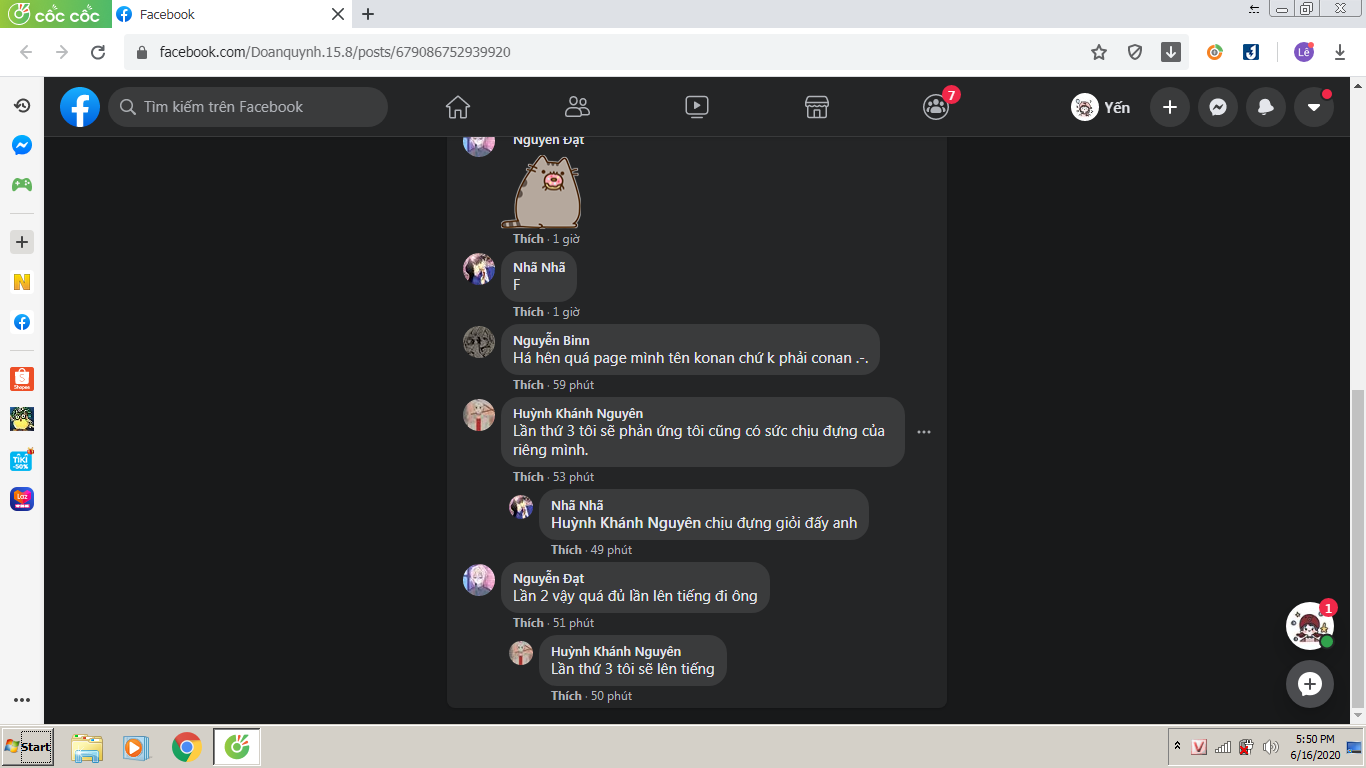 cốc cốc
Facebook
facebook.com/Doanquynh.15.8/posts/679086752939920
Lê
Tìm kiếm trên Facebook
7
Yến
Nguyễn Đạt
Thích · 1 giờ
Nhã Nhã
F
Thích · 1 giờ
Nguyễn Binn
Há hên quá page mình tên konan chứ k phải conan .-.
Thích · 59 phút
Huỳnh Khánh Nguyên
Lần thứ 3 tôi sẽ phản ứng tôi cũng có sức chịu đựng của
riêng mình.
Thích · 53 phút
Nhã Nhã
Huỳnh Khánh Nguyên chịu đựng giỏi đấy anh
Thích · 49 phút
Nguyễn Đạt
Lần 2 vậy quá đủ lần lên tiếng đi ông
Thích · 51 phút
Huỳnh Khánh Nguyên
Lần thứ 3 tôi sẽ lên tiếng
Thích · 50 phút
N
Shopee
TIKI
-50%
Laz
1
Start
V
5:50 PM
6/16/2020